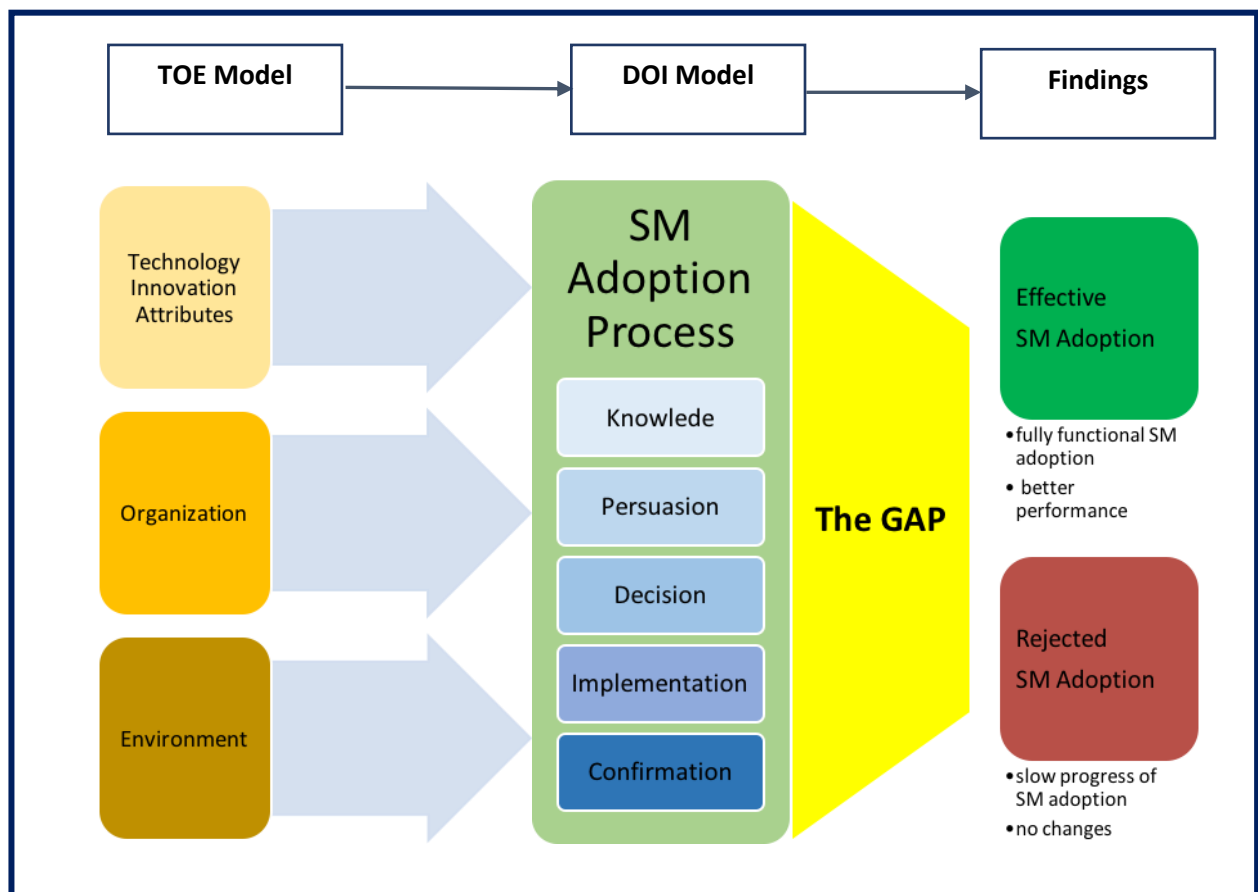 TOE Model
DOI Model
Findings
Technology
Innovation
Attributes
Organization
Environment
SM
Adoption
Process
Knowlede
Persuasion
Decision
Implementation
Confirmation
The GAP
Effective
SM Adoption
•fully functional SM
adoption
• better
performance
Rejected
SM Adoption
•slow progress of
SM adoption
•no changes